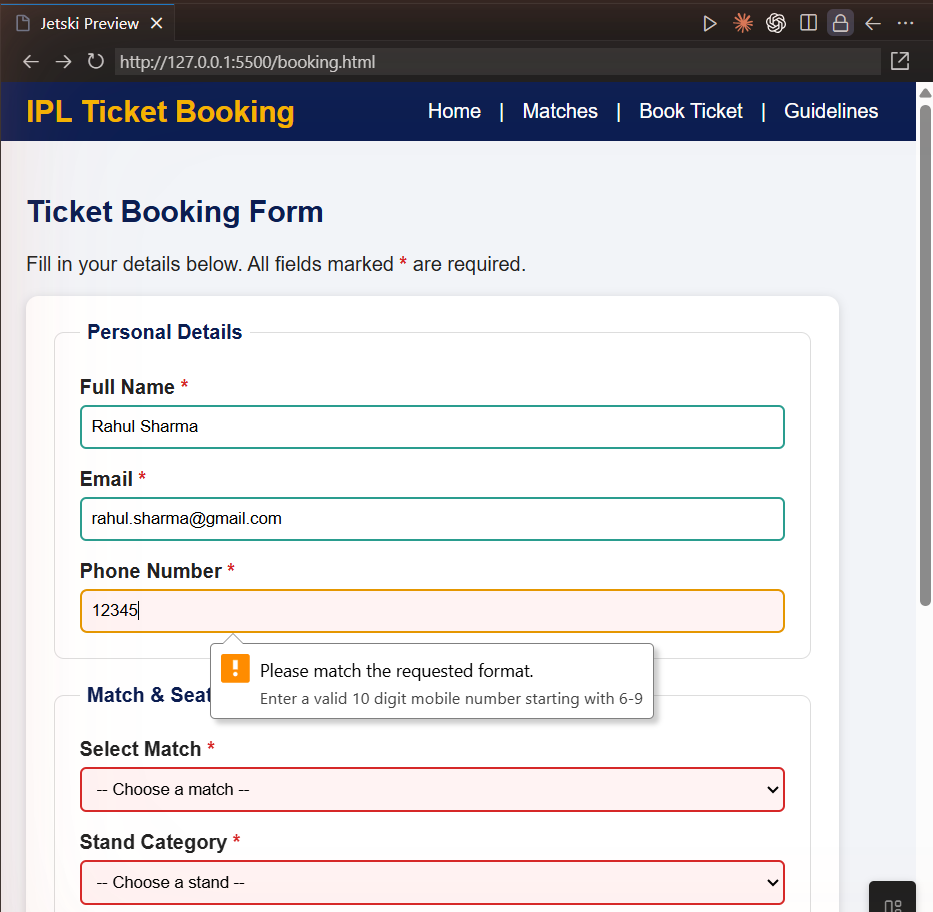 Jetski Preview
http://127.0.0.1:5500/booking.html
IPL Ticket Booking
Home | Matches | Book Ticket | Guidelines
Ticket Booking Form
Fill in your details below. All fields marked * are required.
Personal Details
Full Name *
Rahul Sharma
Email *
rahul.sharma@gmail.com
Phone Number *
12345
Please match the requested format.
Enter a valid 10 digit mobile number starting with 6-9
Match & Seat
Select Match *
-- Choose a match --
Stand Category *
-- Choose a stand --